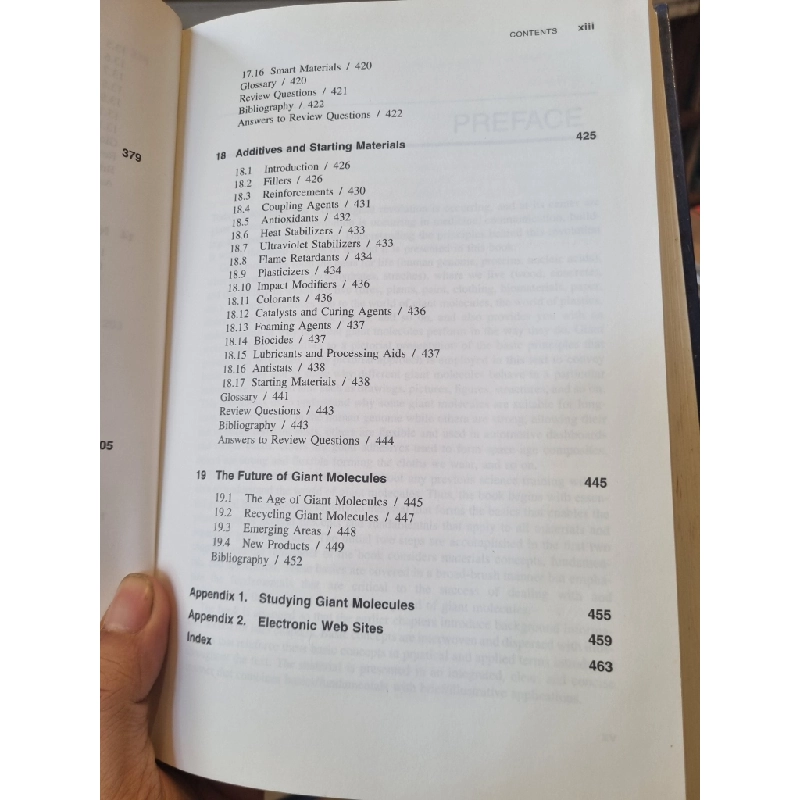 CONTENTS xiii
17.16 Smart Materials / 420
Glossary / 420
Review Questions / 421
Bibliography / 422
Answers to Review Questions / 422
PREFACE
18 Additives and Starting Materials 425
18.1 Introduction / 426
18.2 Fillers / 426
18.3 Reinforcements / 430
18.4 Coupling Agents / 431
18.5 Antioxidants / 432
18.6 Heat Stabilizers / 433
18.7 Ultraviolet Stabilizers / 433
18.8 Flame Retardants / 434
18.9 Plasticizers / 434
18.10 Impact Modifiers / 436
18.11 Colorants / 436
18.12 Catalysts and Curing Agents / 436
18.13 Foaming Agents / 437
18.14 Biocides / 437
18.15 Lubricants and Processing Aids / 437
18.16 Antistats / 438
18.17 Starting Materials / 438
Glossary / 441
Review Questions / 443
Bibliography / 443
Answers to Review Questions / 444
19 The Future of Giant Molecules 445
19.1 The Age of Giant Molecules / 445
19.2 Recycling Giant Molecules / 447
19.3 Emerging Areas / 448
19.4 New Products / 449
Bibliography / 452
Appendix 1. Studying Giant Molecules 455
Appendix 2. Electronic Web Sites 459
Index 463
379
05